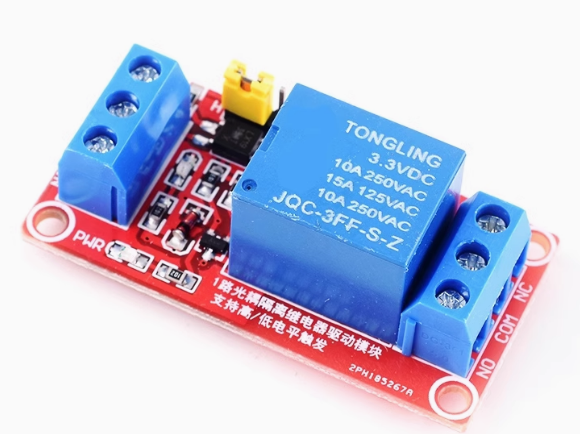 H
TONGLING
3.3VDC
10A 250VAC
15A 125VAC
10A 250VAC
JQC-3FF-S-Z
PWR
1路光耦隔离继电器驱动模块
支持高/低电平触发
2PH185267A
NO COM NC